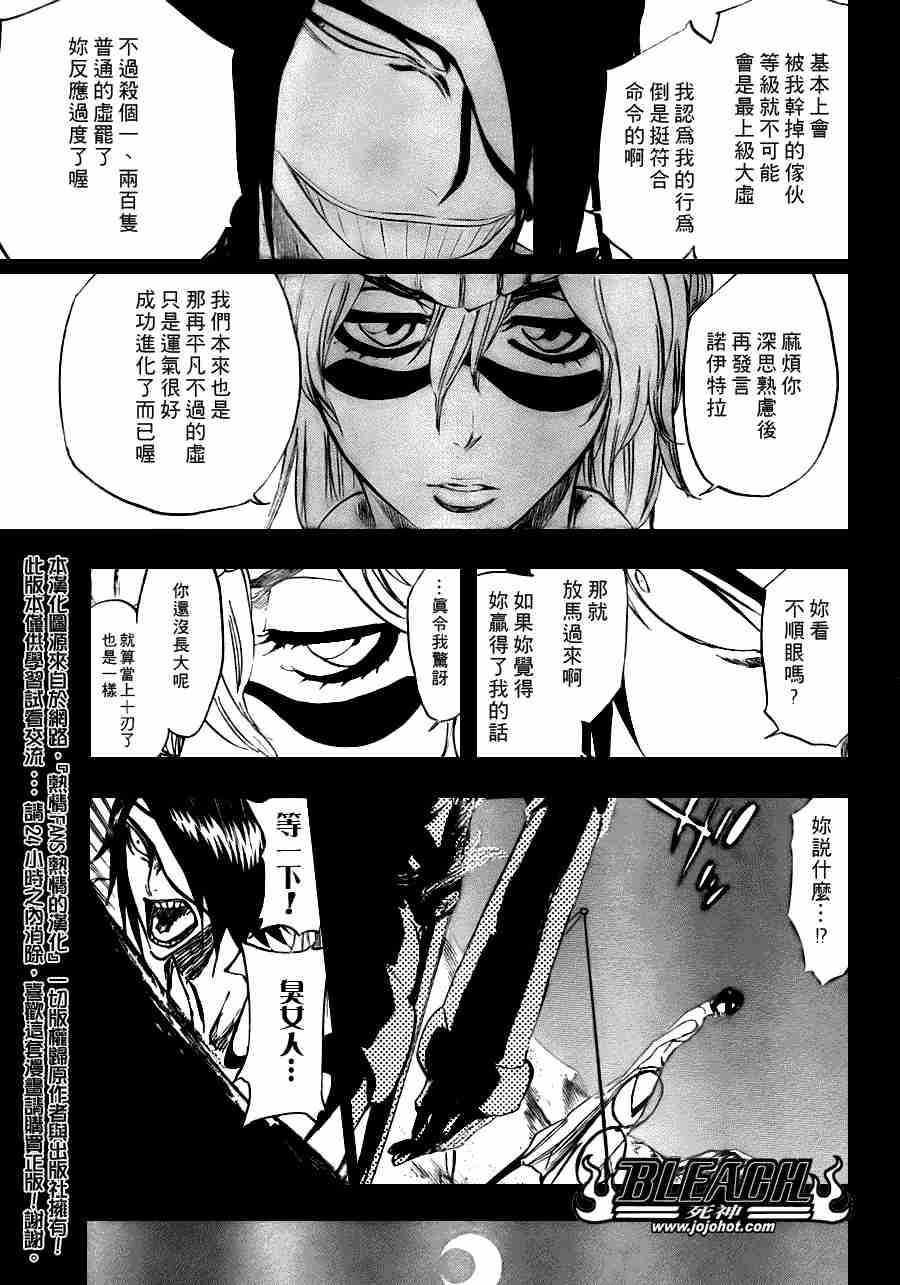 基本上會
被我幹掉的傢伙
等級就不可能
會是最上級大虛
我認爲我的行爲
倒是挺符合
命令的啊
不過殺個一、兩百隻
普通的虛罷了
妳反應過度了喔
麻煩你
深思熟慮後
再發言
諾伊特拉
我們本來也是
那再平凡不過的虛
只是運氣很好
成功進化了而已喔
妳看
不順眼嗎?
那就
放馬過來啊
如果妳覺得
妳贏得了我的話
…真令我驚訝
你還沒長大呢
就算當上十刃了
也是一樣
妳說什麼…!?
等一下!
臭女人…
本漢化圖源來自於網路,『熱情FANS熱情的漢化』一切版權歸原作者與出版社擁有!
此版本僅供學習試看交流…請24小時之內消除,喜歡這套漫畫請購買正版!謝謝。
BLEACH
死神
www.jojohot.com